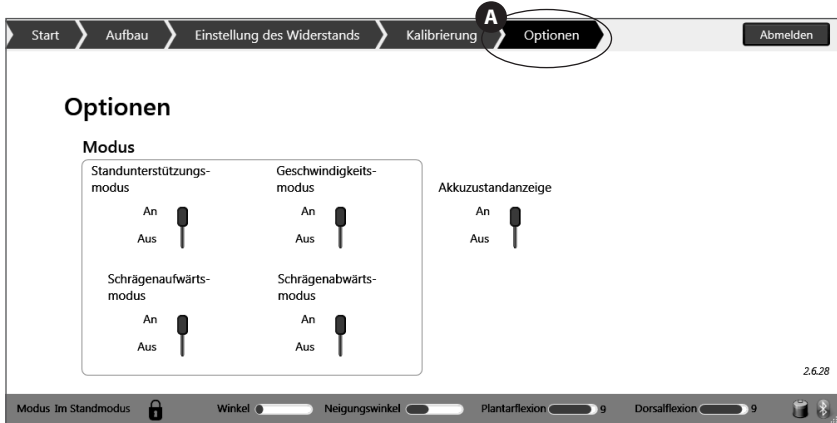 A
Start Aufbau Einstellung des Widerstands Kalibrierung Optionen Abmelden
Optionen
Modus
Standunterstützungs-
modus
An
Aus
Geschwindigkeits-
modus
An
Aus
Akkuzustandanzeige
An
Aus
Schrägenaufwärts-
modus
An
Aus
Schrägenabwärts-
modus
An
Aus
2.6.28
Modus Im Standmodus Winkel Neigungswinkel Plantarflexion 9 Dorsalflexion 9